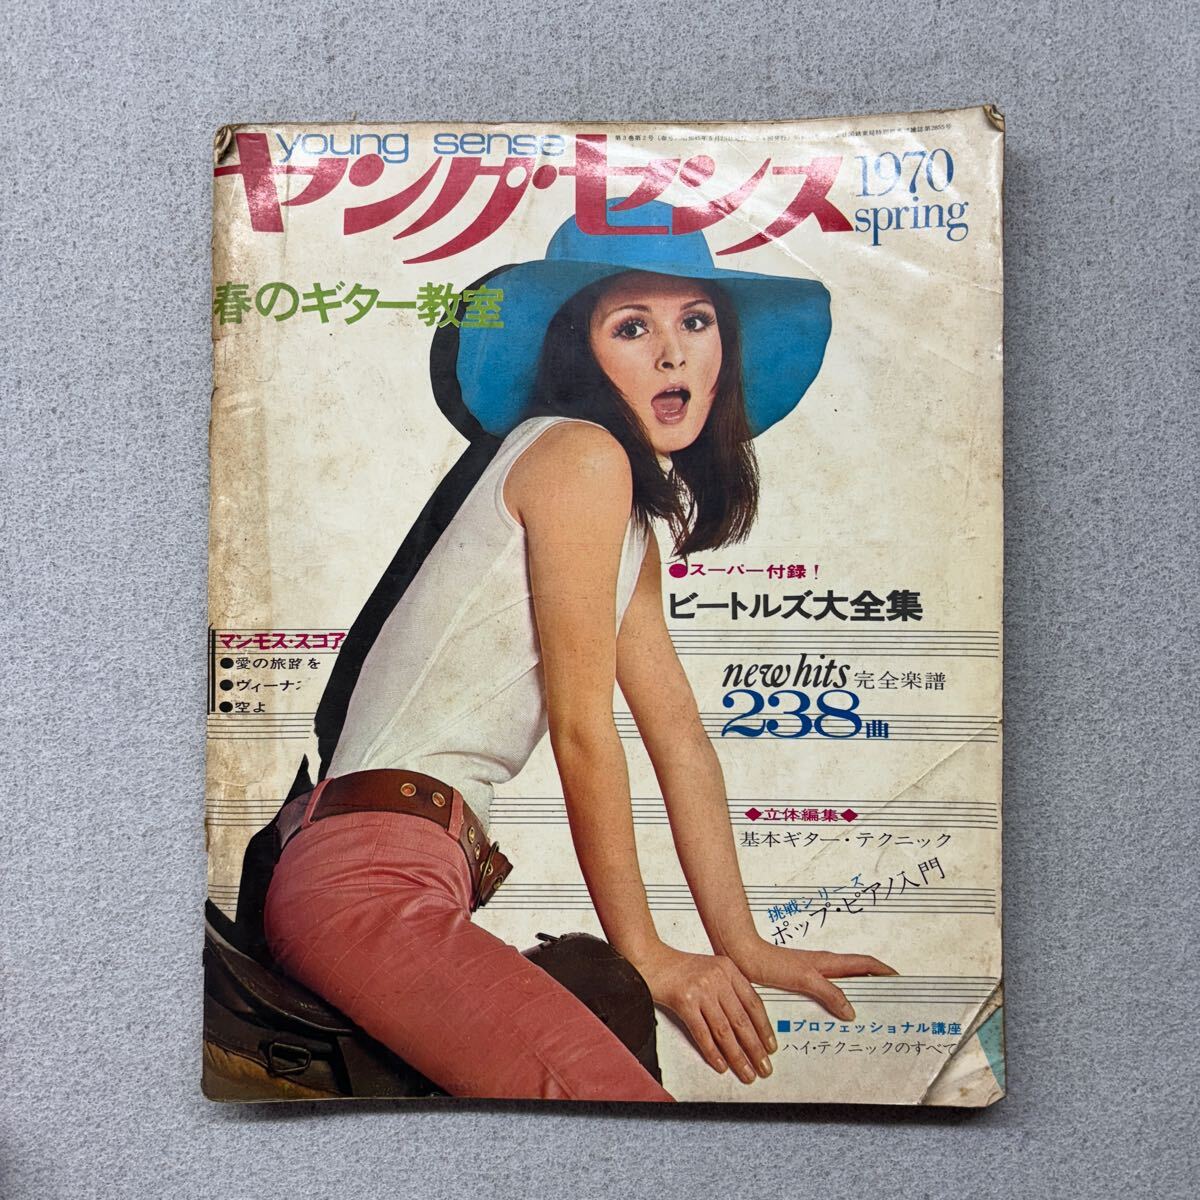 young sense
ヤング・センス
1970
spring
春のギター教室
●スーパー付録!
ビートルズ大全集
マンモス・スコア
●愛の旅路を
●ヴィーナス
●空よ
new hits 完全楽譜
238曲
◆立体編集◆
基本ギター・テクニック
挑戦シリーズ
ポップ・ピアノ入門
■プロフェッショナル講座
ハイ・テクニックのすべて